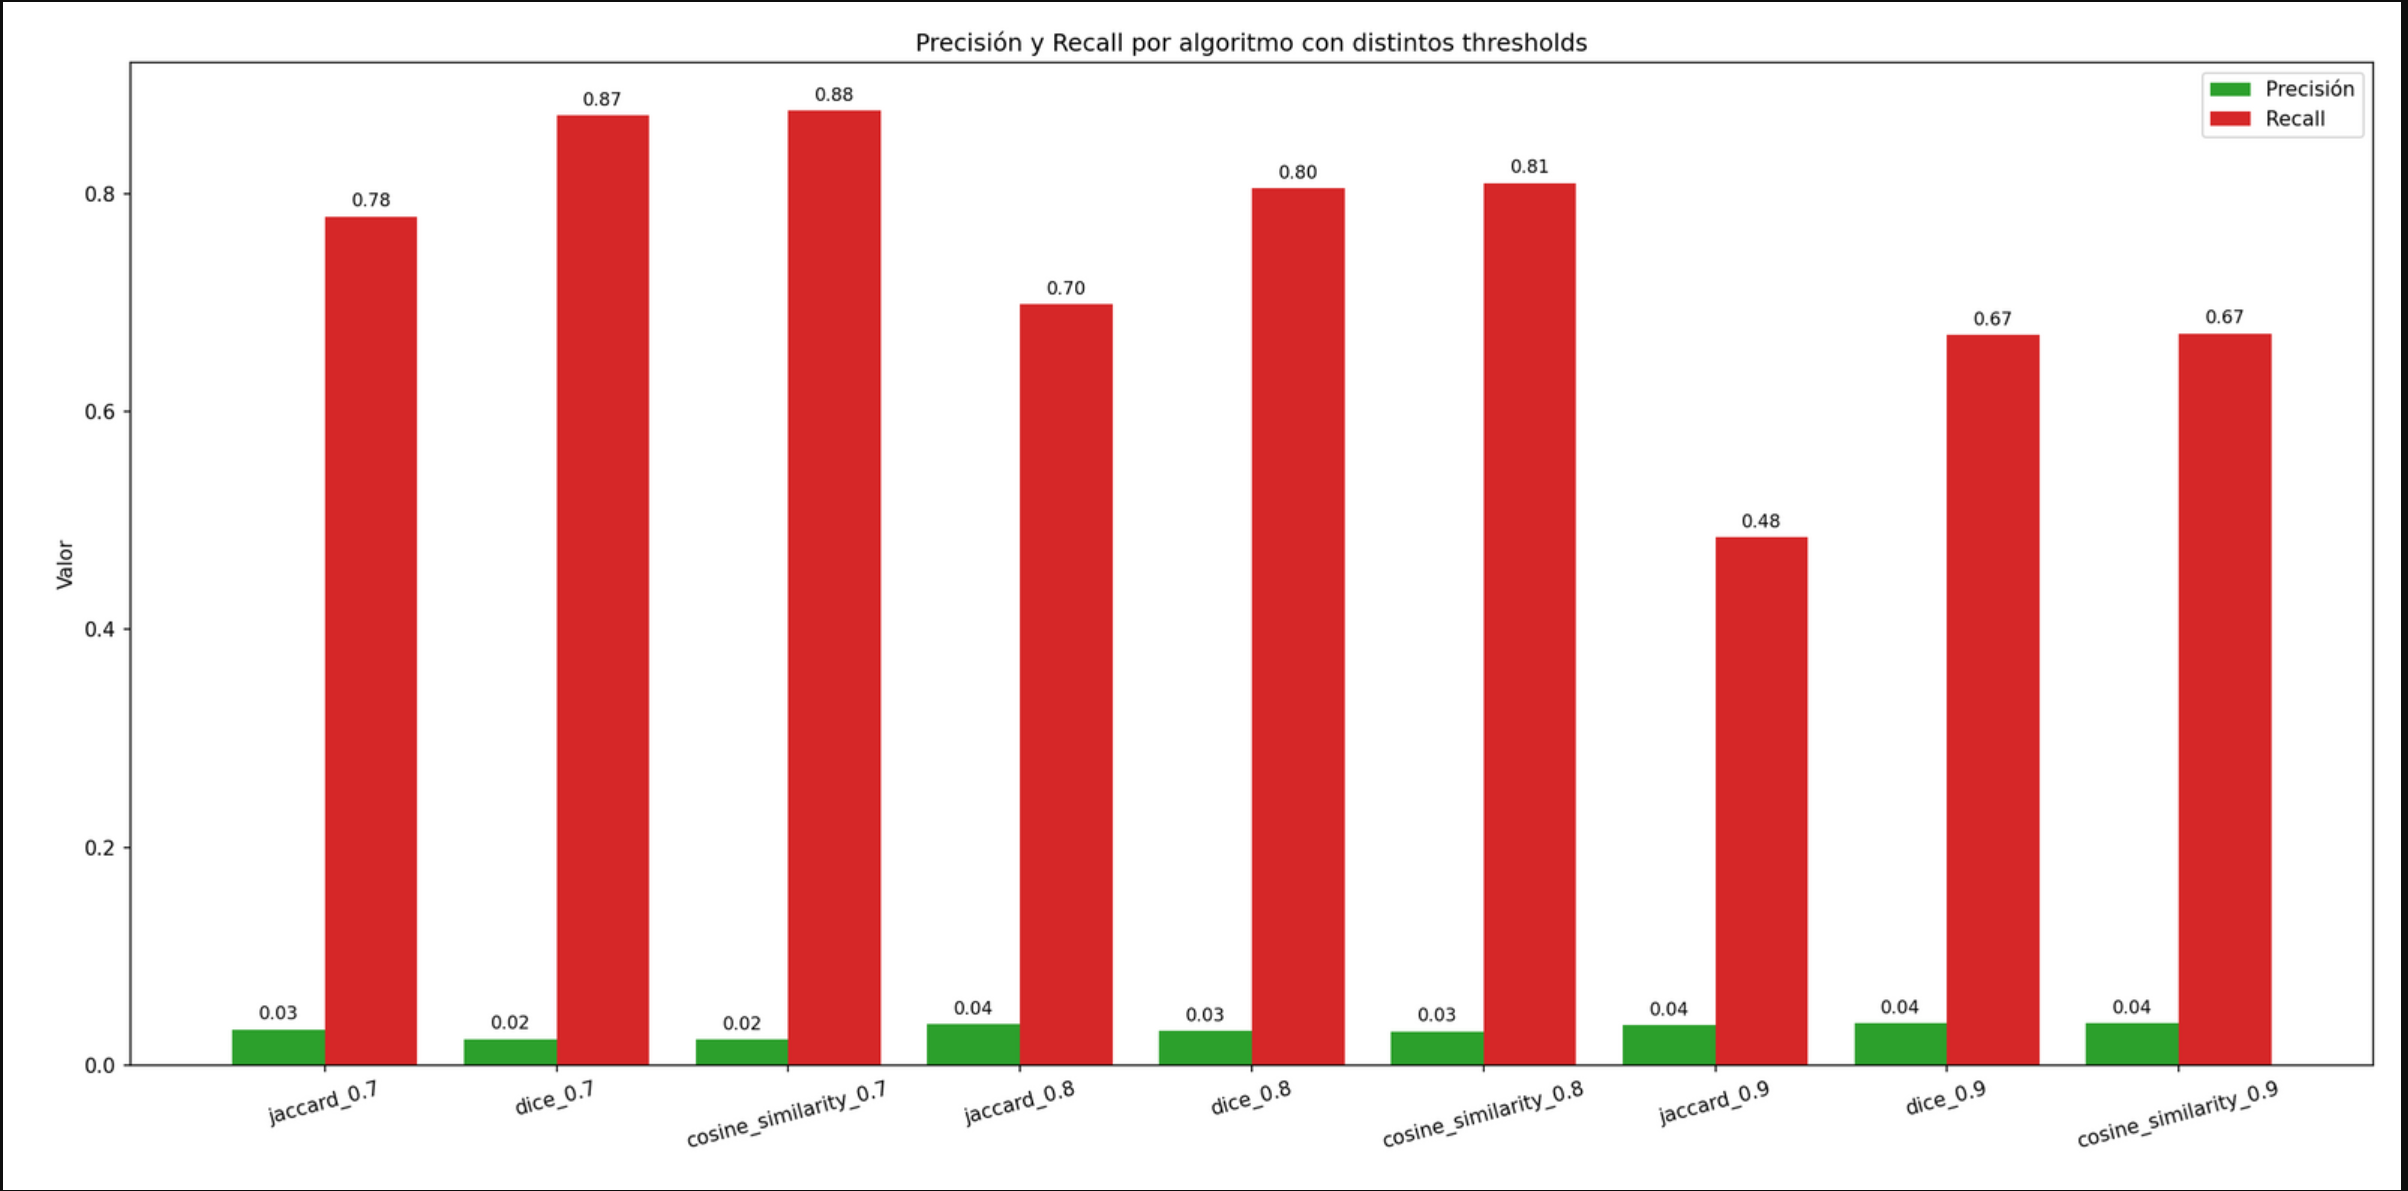 Precisión y Recall por algoritmo con distintos thresholds
Precisión
Recall
Valor
0.8
0.6
0.4
0.2
0.0
0.03
0.78
0.02
0.87
0.02
0.88
0.04
0.70
0.03
0.80
0.03
0.81
0.04
0.48
0.04
0.67
0.04
0.67
jaccard_0.7
dice_0.7
cosine_similarity_0.7
jaccard_0.8
dice_0.8
cosine_similarity_0.8
jaccard_0.9
dice_0.9
cosine_similarity_0.9